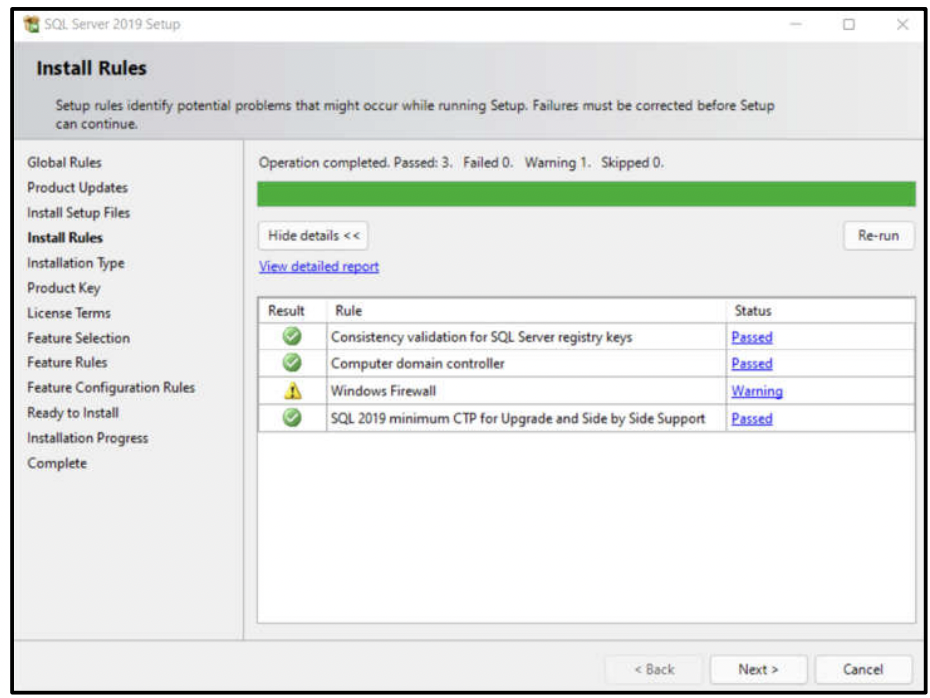 SQL Server 2019 Setup
Install Rules
Setup rules identify potential problems that might occur while running Setup. Failures must be corrected before Setup
can continue.
Global Rules
Product Updates
Install Setup Files
Install Rules
Installation Type
Product Key
License Terms
Feature Selection
Feature Rules
Feature Configuration Rules
Ready to Install
Installation Progress
Complete
Operation completed. Passed: 3. Failed 0. Warning 1. Skipped 0.
Hide details <<
Re-run
View detailed report
Result Rule Status
Consistency validation for SQL Server registry keys Passed
Computer domain controller Passed
Windows Firewall Warning
SQL 2019 minimum CTP for Upgrade and Side by Side Support Passed
< Back Next > Cancel